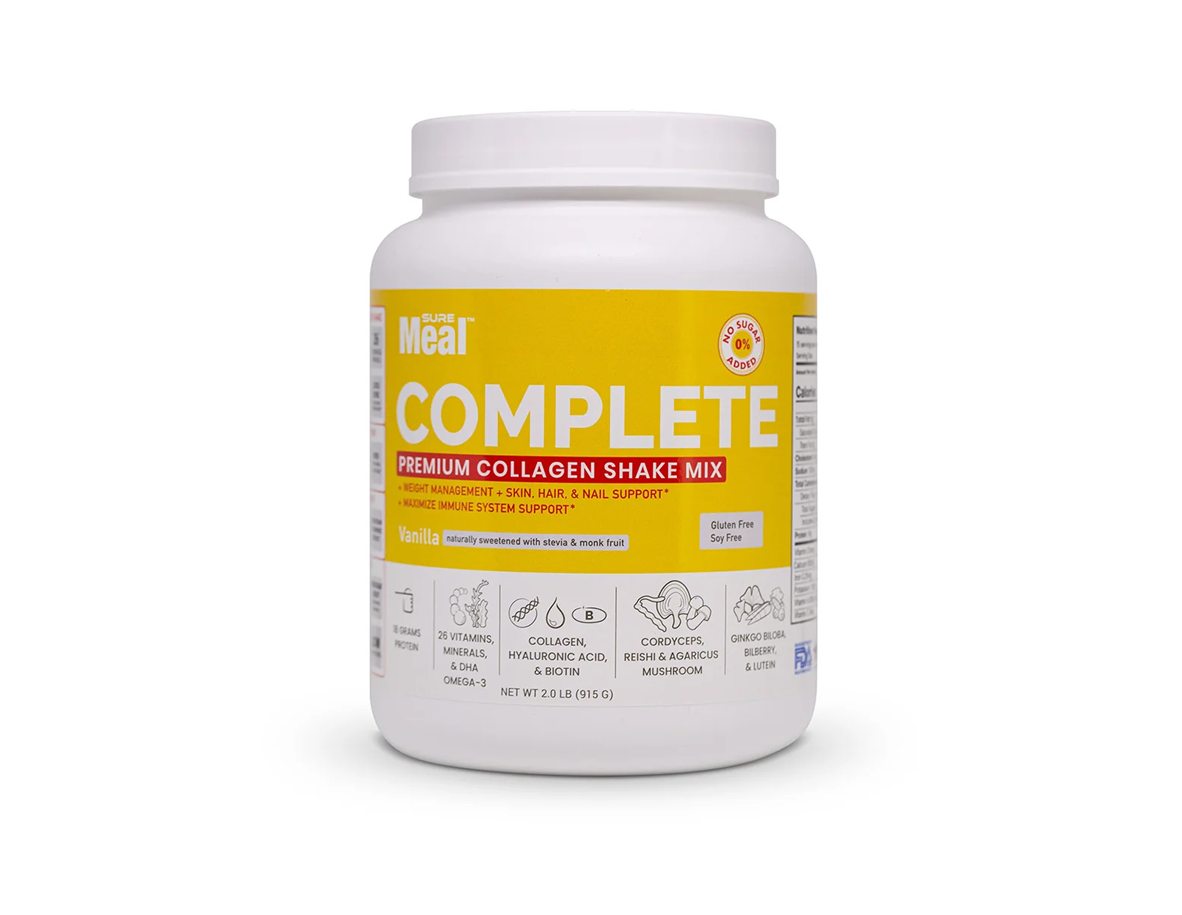 SURE
Meal™
NO SUGAR
0%
ADDED
COMPLETE
PREMIUM COLLAGEN SHAKE MIX
+ WEIGHT MANAGEMENT + SKIN, HAIR, & NAIL SUPPORT*
+ MAXIMIZE IMMUNE SYSTEM SUPPORT*
Vanilla naturally sweetened with stevia & monk fruit
Gluten Free
Soy Free
GRAMS
PROTEIN
26 VITAMINS,
MINERALS,
& DHA
OMEGA-3
B
COLLAGEN,
HYALURONIC ACID,
& BIOTIN
CORDYCEPS,
REISHI & AGARICUS
MUSHROOM
GINKGO BILOBA,
BILBERRY,
& LUTEIN
NET WT 2.0 LB (915 G)
Nutrition
Protein
FDA